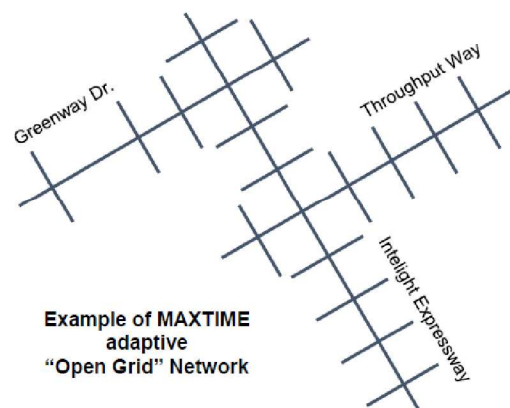 Greenway Dr.
Throughput Way
Intelight Expressway
Example of MAXTIME
adaptive
“Open Grid” Network